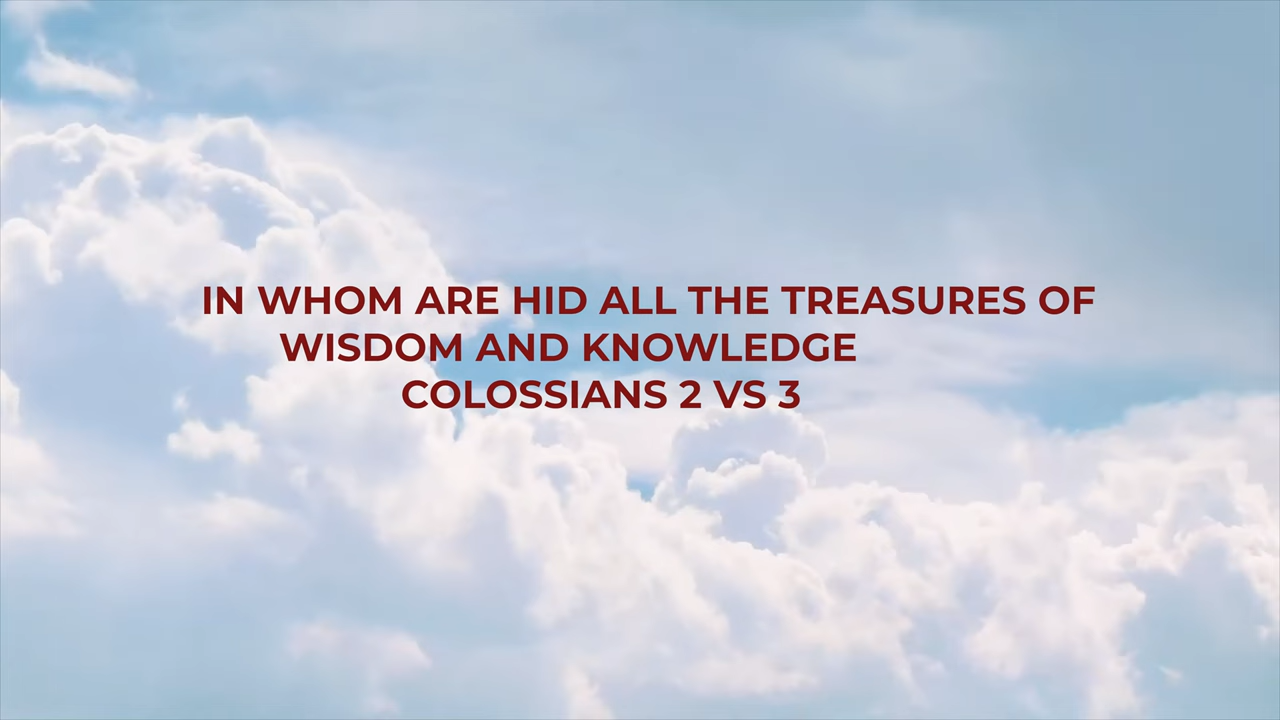 IN WHOM ARE HID ALL THE TREASURES OF
WISDOM AND KNOWLEDGE
COLOSSIANS 2 VS 3